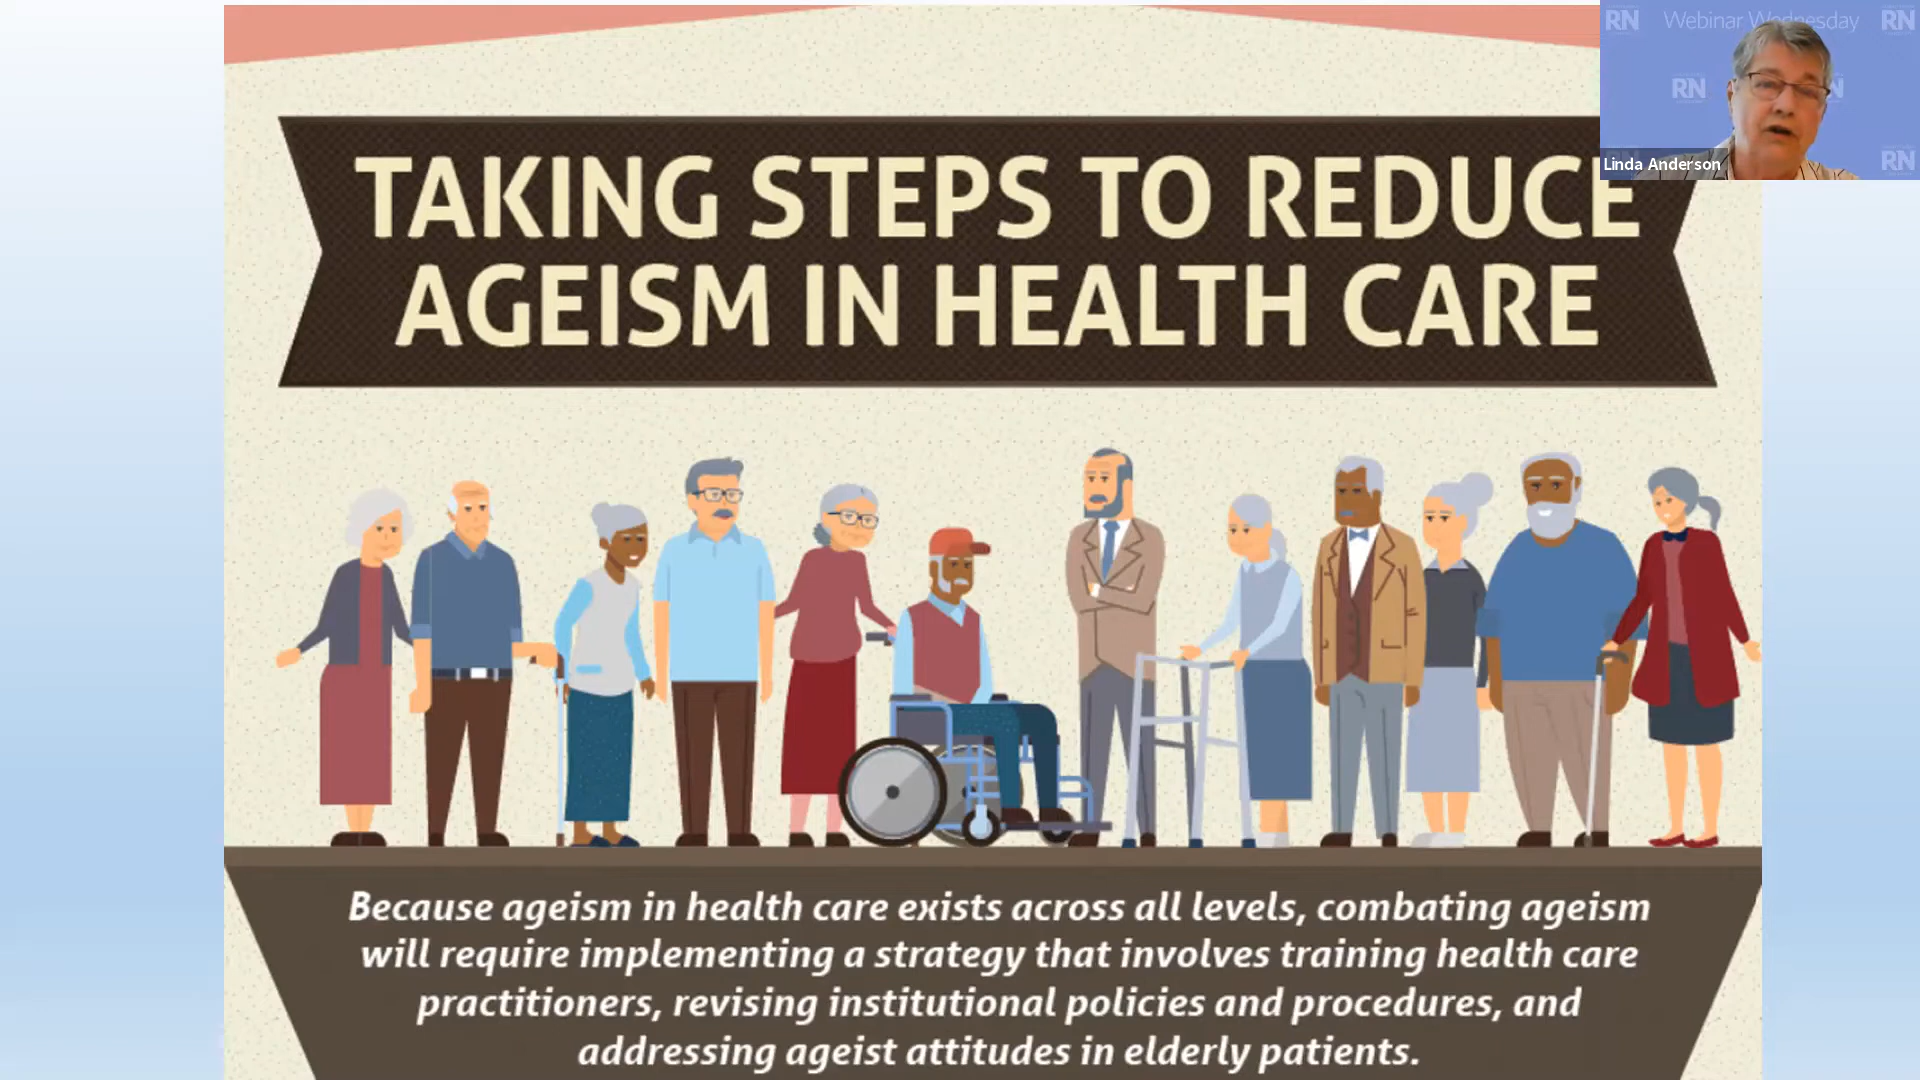 RN Webinar Wednesday RN
RN N
Linda Anderson RN
TAKING STEPS TO REDUCE
AGEISM IN HEALTH CARE
Because ageism in health care exists across all levels, combating ageism
will require implementing a strategy that involves training health care
practitioners, revising institutional policies and procedures, and
addressing ageist attitudes in elderly patients.